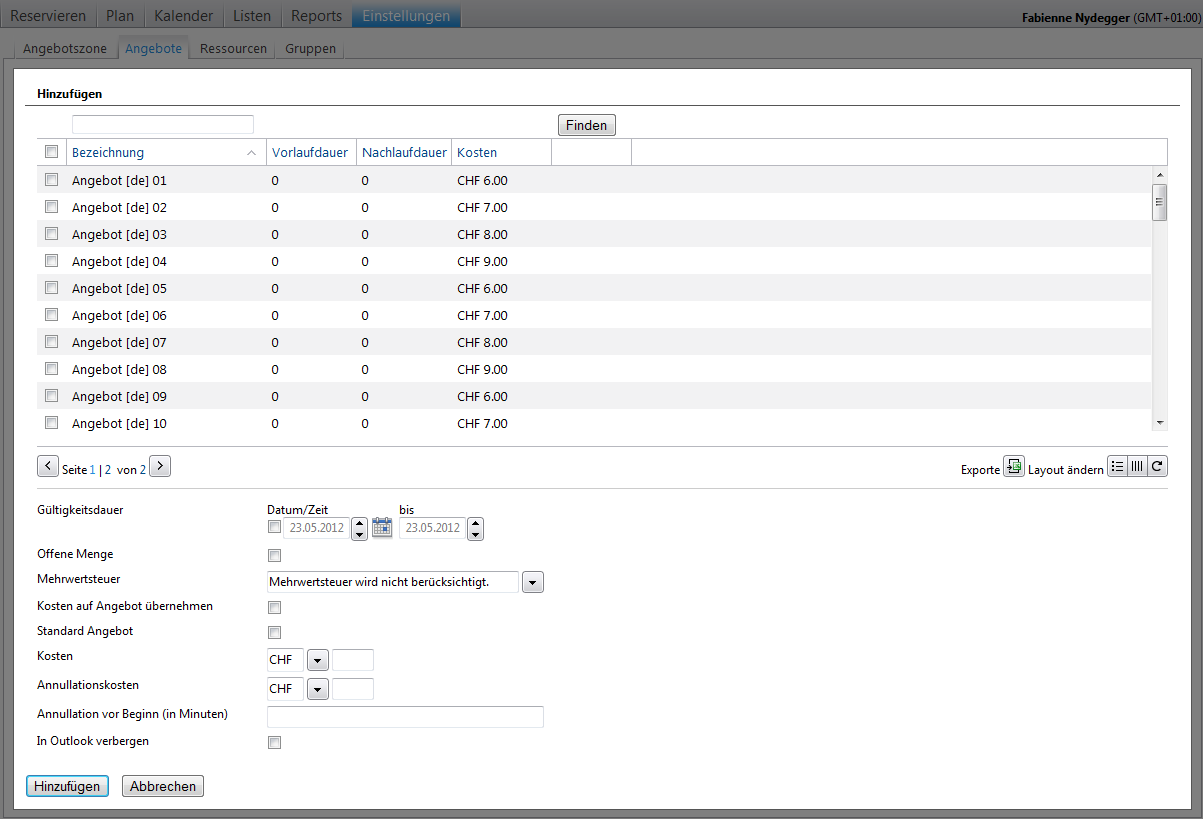 Reservieren Plan Kalender Listen Reports Einstellungen Fabienne Nydegger (GMT+01:00)
Angebotszone Angebote Ressourcen Gruppen
Hinzufügen
Finden
Bezeichnung Vorlaufdauer Nachlaufdauer Kosten
Angebot [de] 01 0 0 CHF 6.00
Angebot [de] 02 0 0 CHF 7.00
Angebot [de] 03 0 0 CHF 8.00
Angebot [de] 04 0 0 CHF 9.00
Angebot [de] 05 0 0 CHF 6.00
Angebot [de] 06 0 0 CHF 7.00
Angebot [de] 07 0 0 CHF 8.00
Angebot [de] 08 0 0 CHF 9.00
Angebot [de] 09 0 0 CHF 6.00
Angebot [de] 10 0 0 CHF 7.00
Seite 1 | 2 von 2 Exporte Layout ändern
Gültigkeitsdauer Datum/Zeit bis
23.05.2012 23.05.2012
Offene Menge
Mehrwertsteuer Mehrwertsteuer wird nicht berücksichtigt.
Kosten auf Angebot übernehmen
Standard Angebot
Kosten CHF
Annullationskosten CHF
Annullation vor Beginn (in Minuten)
In Outlook verbergen
Hinzufügen Abbrechen